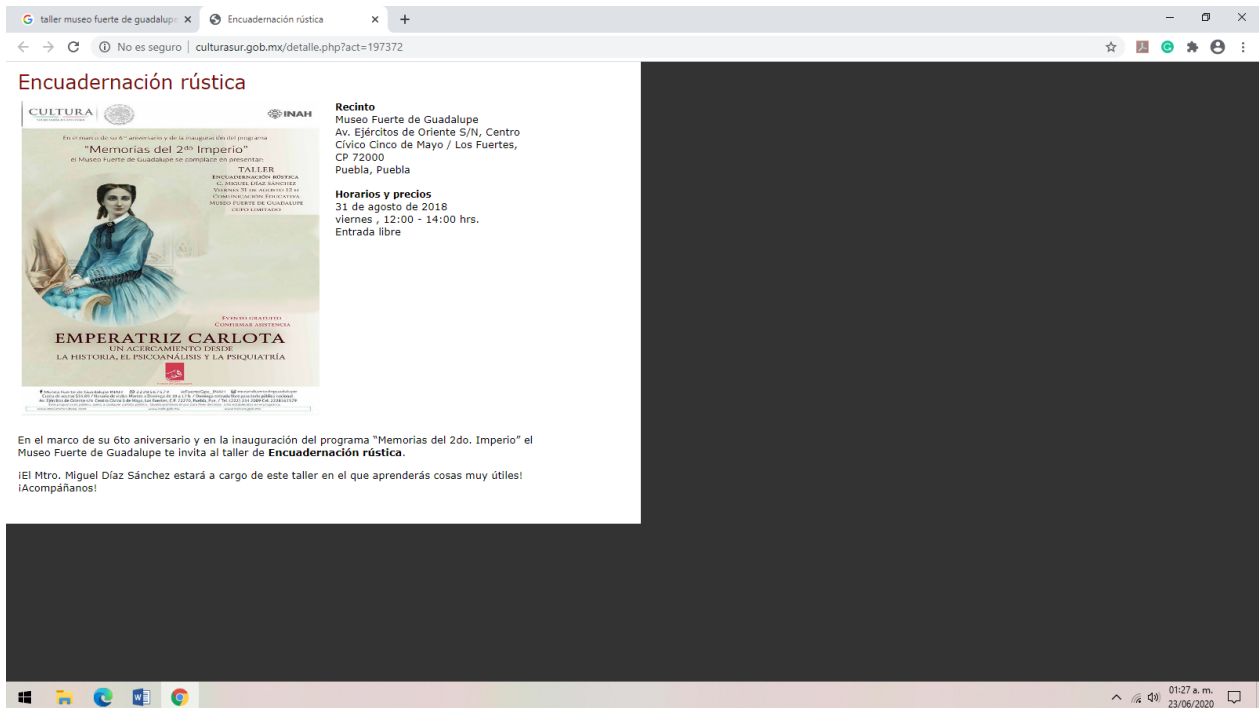 taller museo fuerte de guadalupe
Encuadernación rústica
No es seguro
culturasur.gob.mx/detalle.php?act=197372
Encuadernación rústica
CULTURA
INAH
En el marco de su 6to aniversario y de la inauguración del programa
"Memorias del 2do Imperio"
el Museo Fuerte de Guadalupe se complace en presentar:
TALLER
ENCUADERNACIÓN RÚSTICA
C. MIGUEL DÍAZ SÁNCHEZ
VIERNES 31 DE AGOSTO 12 H
COMUNICACIÓN EDUCATIVA
MUSEO FUERTE DE GUADALUPE
CUPO LIMITADO
EVENTO GRATUITO
CONFIRMAR ASISTENCIA
EMPERATRIZ CARLOTA
UN ACERCAMIENTO DESDE
LA HISTORIA, EL PSICOANÁLISIS Y LA PSIQUIATRÍA
Recinto
Museo Fuerte de Guadalupe
Av. Ejércitos de Oriente S/N, Centro
Cívico Cinco de Mayo / Los Fuertes,
CP 72000
Puebla, Puebla
Horarios y precios
31 de agosto de 2018
viernes , 12:00 - 14:00 hrs.
Entrada libre
En el marco de su 6to aniversario y en la inauguración del programa “Memorias del 2do. Imperio” el
Museo Fuerte de Guadalupe te invita al taller de Encuadernación rústica.
¡El Mtro. Miguel Díaz Sánchez estará a cargo de este taller en el que aprenderás cosas muy útiles!
¡Acompáñanos!
01:27 a. m.
23/06/2020